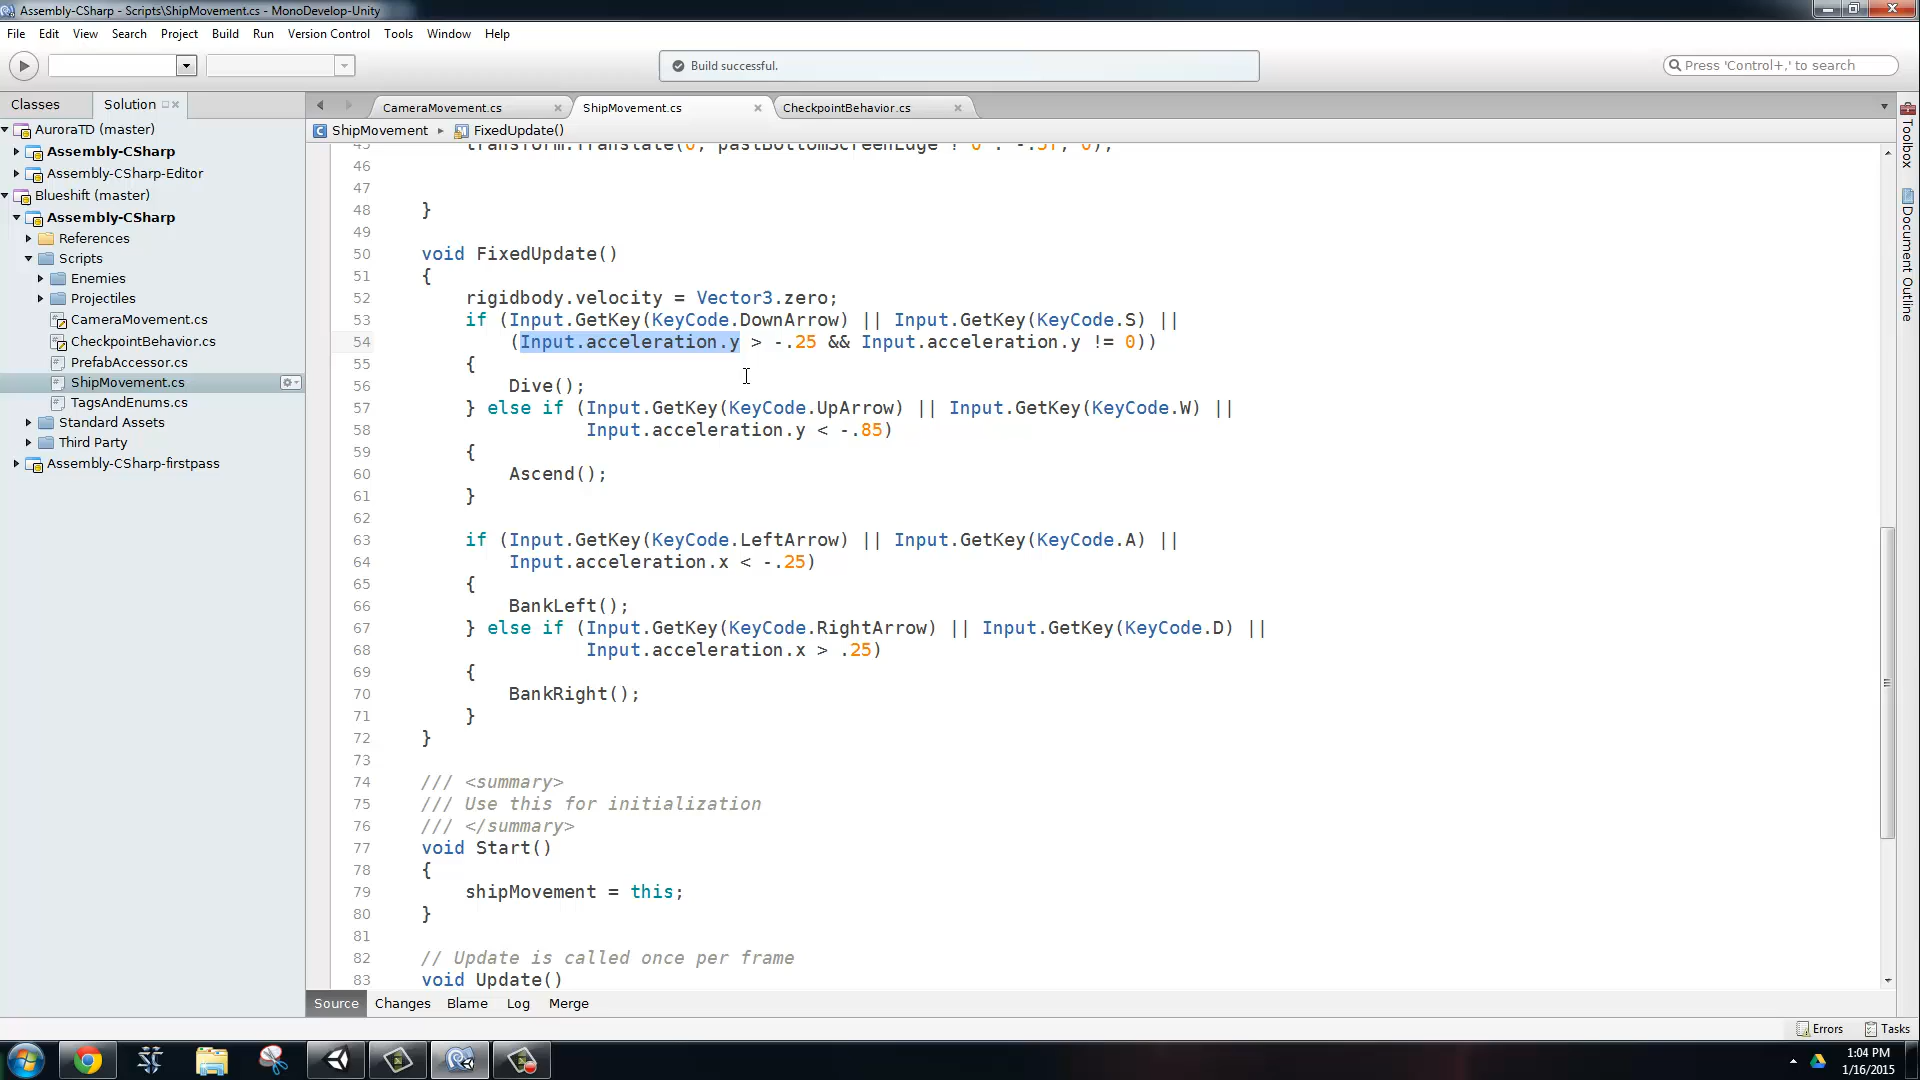 Assembly-CSharp - Scripts\ShipMovement.cs - MonoDevelop-Unity
File Edit View Search Project Build Run Version Control Tools Window Help
Build successful.
Press 'Control+,' to search
Classes Solution
CameraMovement.cs ShipMovement.cs CheckpointBehavior.cs
ShipMovement FixedUpdate()
AuroraTD (master)
Assembly-CSharp
Assembly-CSharp-Editor
Blueshift (master)
Assembly-CSharp
References
Scripts
Enemies
Projectiles
CameraMovement.cs
CheckpointBehavior.cs
PrefabAccessor.cs
ShipMovement.cs
TagsAndEnums.cs
Standard Assets
Third Party
Assembly-CSharp-firstpass
45 transform.Translate(0, pastBottomScreenEdge ? 0 : -.5f, 0);
46
47
48 }
49
50 void FixedUpdate()
51 {
52 rigidbody.velocity = Vector3.zero;
53 if (Input.GetKey(KeyCode.DownArrow) || Input.GetKey(KeyCode.S) ||
54 (Input.acceleration.y > -.25 && Input.acceleration.y != 0))
55 {
56 Dive();
57 } else if (Input.GetKey(KeyCode.UpArrow) || Input.GetKey(KeyCode.W) ||
58 Input.acceleration.y < -.85)
59 {
60 Ascend();
61 }
62
63 if (Input.GetKey(KeyCode.LeftArrow) || Input.GetKey(KeyCode.A) ||
64 Input.acceleration.x < -.25)
65 {
66 BankLeft();
67 } else if (Input.GetKey(KeyCode.RightArrow) || Input.GetKey(KeyCode.D) ||
68 Input.acceleration.x > .25)
69 {
70 BankRight();
71 }
72 }
73
74 /// <summary>
75 /// Use this for initialization
76 /// </summary>
77 void Start()
78 {
79 shipMovement = this;
80 }
81
82 // Update is called once per frame
83 void Update()
Toolbox
Document Outline
Source Changes Blame Log Merge
Errors Tasks
1:04 PM
1/16/2015